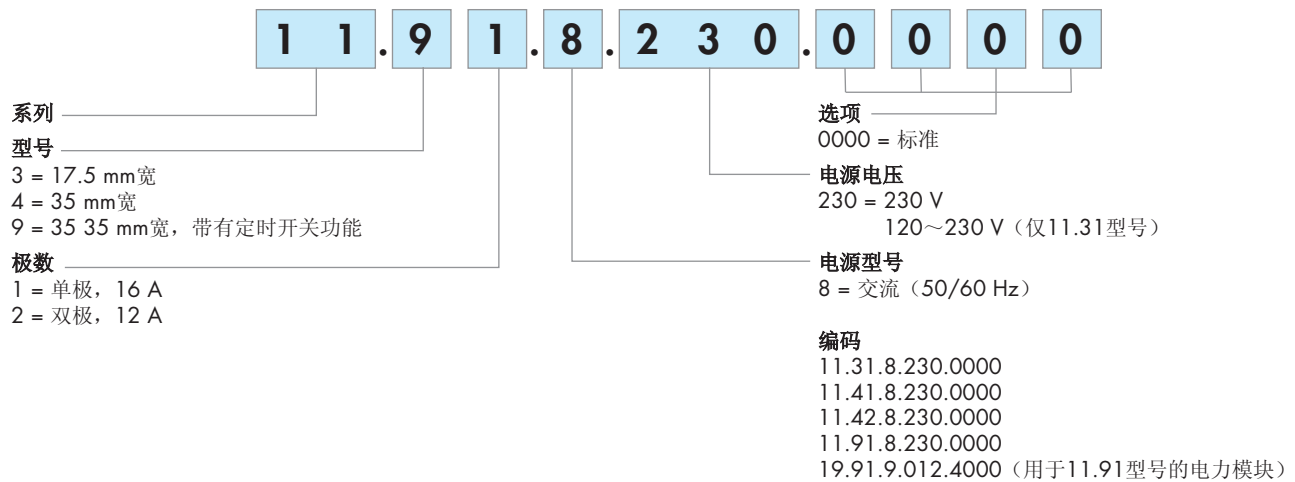 1 1 . 9 1 . 8 . 2 3 0 . 0 0 0 0
系列
型号
3 = 17.5 mm宽
4 = 35 mm宽
9 = 35 35 mm宽，带有定时开关功能
极数
1 = 单极，16 A
2 = 双极，12 A
选项
0000 = 标准
电源电压
230 = 230 V
120～230 V（仅11.31型号）
电源型号
8 = 交流（50/60 Hz）
编码
11.31.8.230.0000
11.41.8.230.0000
11.42.8.230.0000
11.91.8.230.0000
19.91.9.012.4000（用于11.91型号的电力模块）